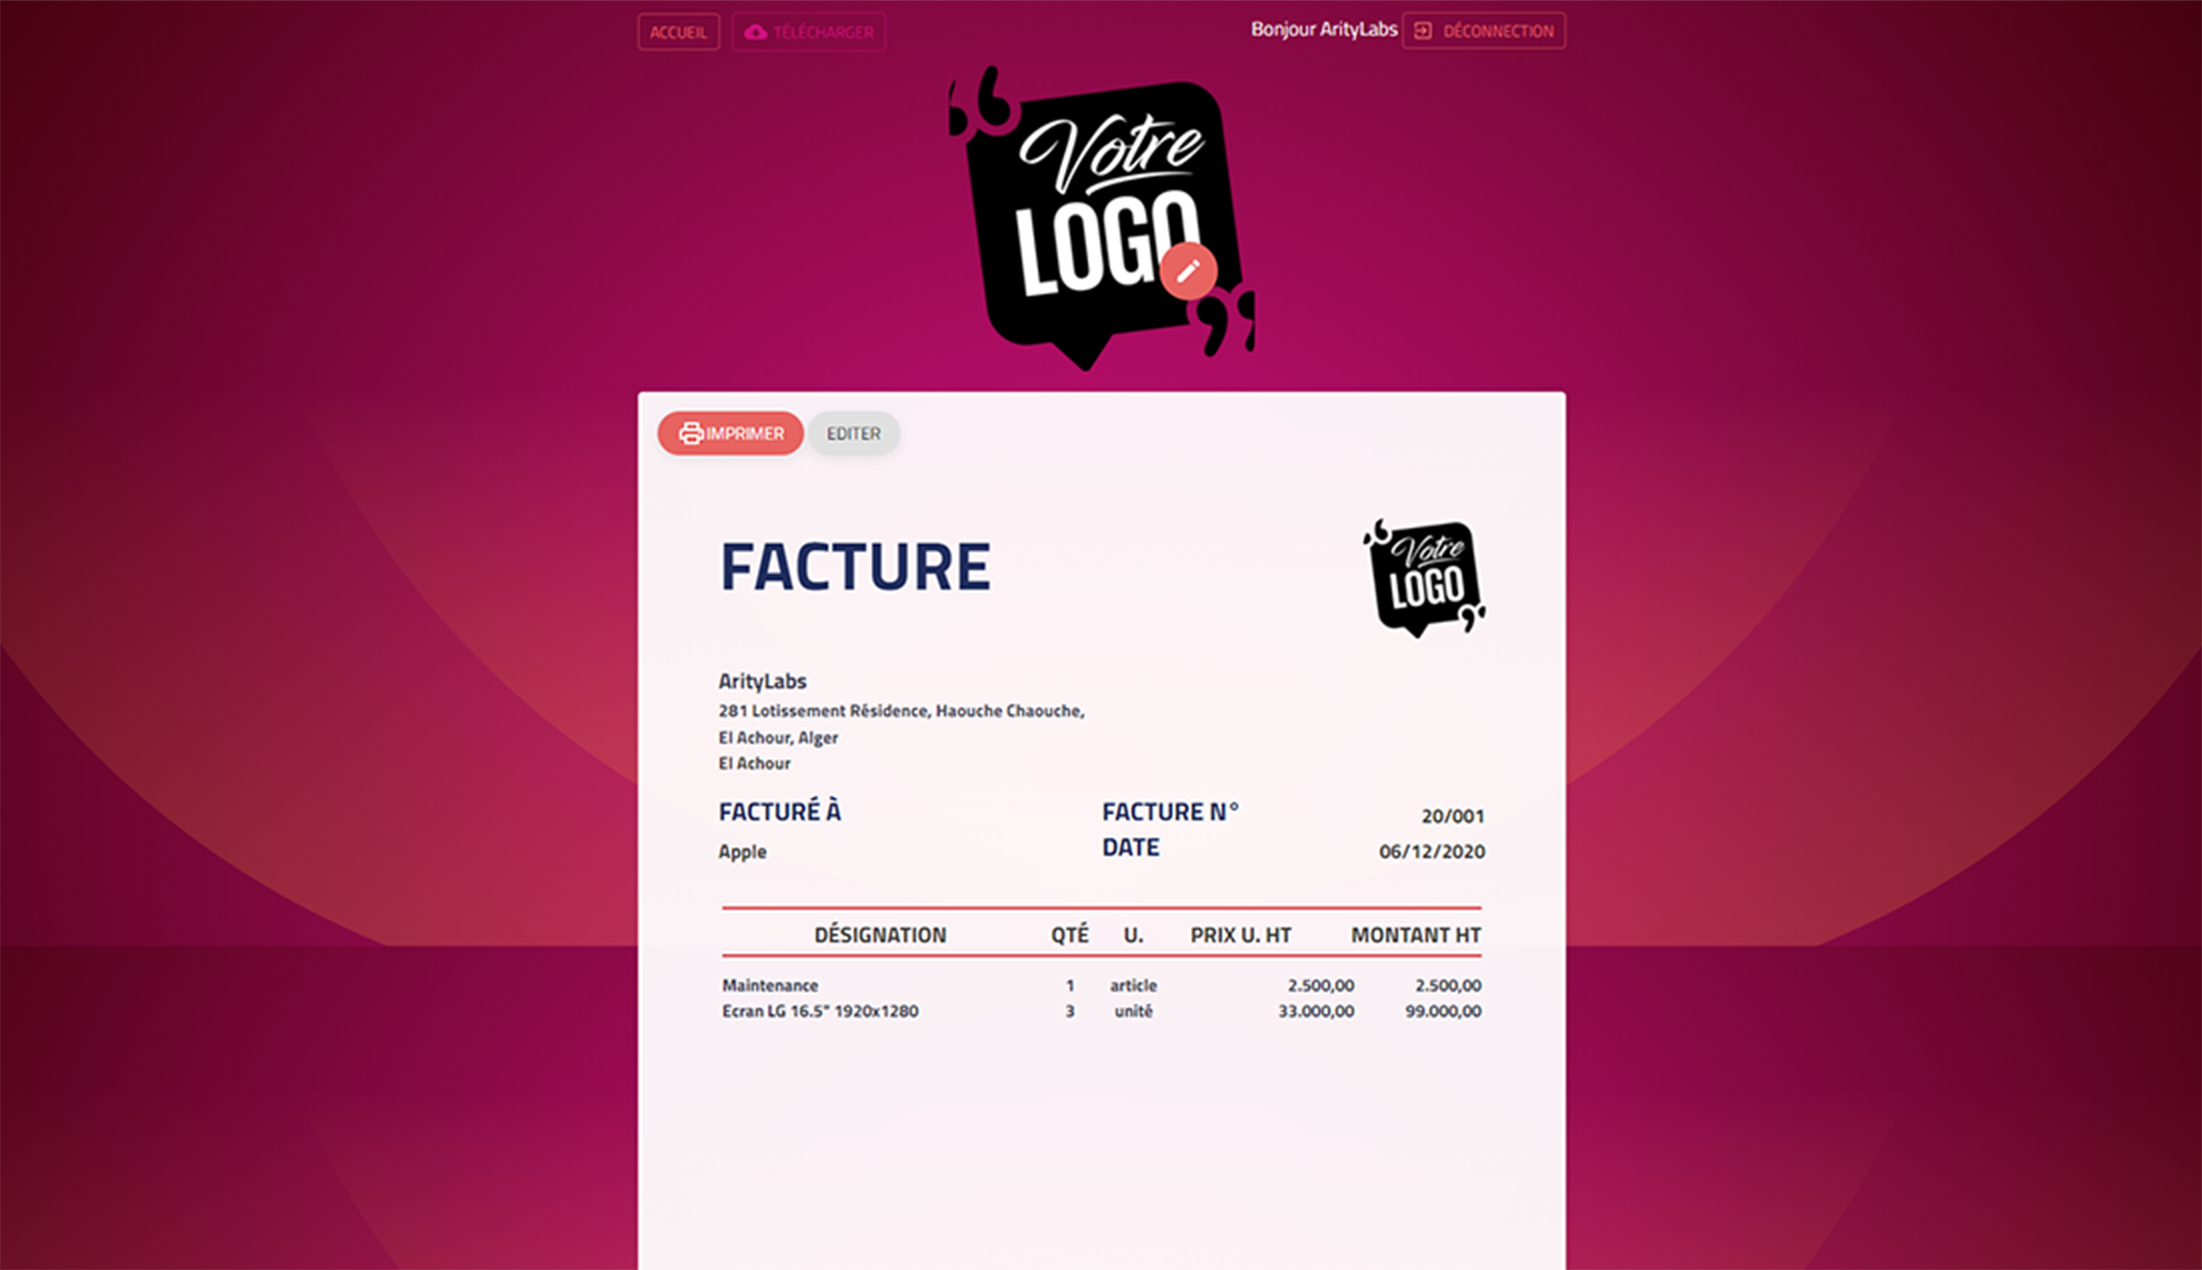 ACCUEIL TÉLÉCHARGER Bonjour ArityLabs DÉCONNECTION
Votre
LOGO
IMPRIMER EDITER
FACTURE
Votre
LOGO
ArityLabs
281 Lotissement Résidence, Haouche Chaouche,
El Achour, Alger
El Achour
FACTURÉ À FACTURE N° 20/001
Apple DATE 06/12/2020
DÉSIGNATION QTÉ U. PRIX U. HT MONTANT HT
Maintenance 1 article 2.500,00 2.500,00
Ecran LG 16.5" 1920x1280 3 unité 33.000,00 99.000,00